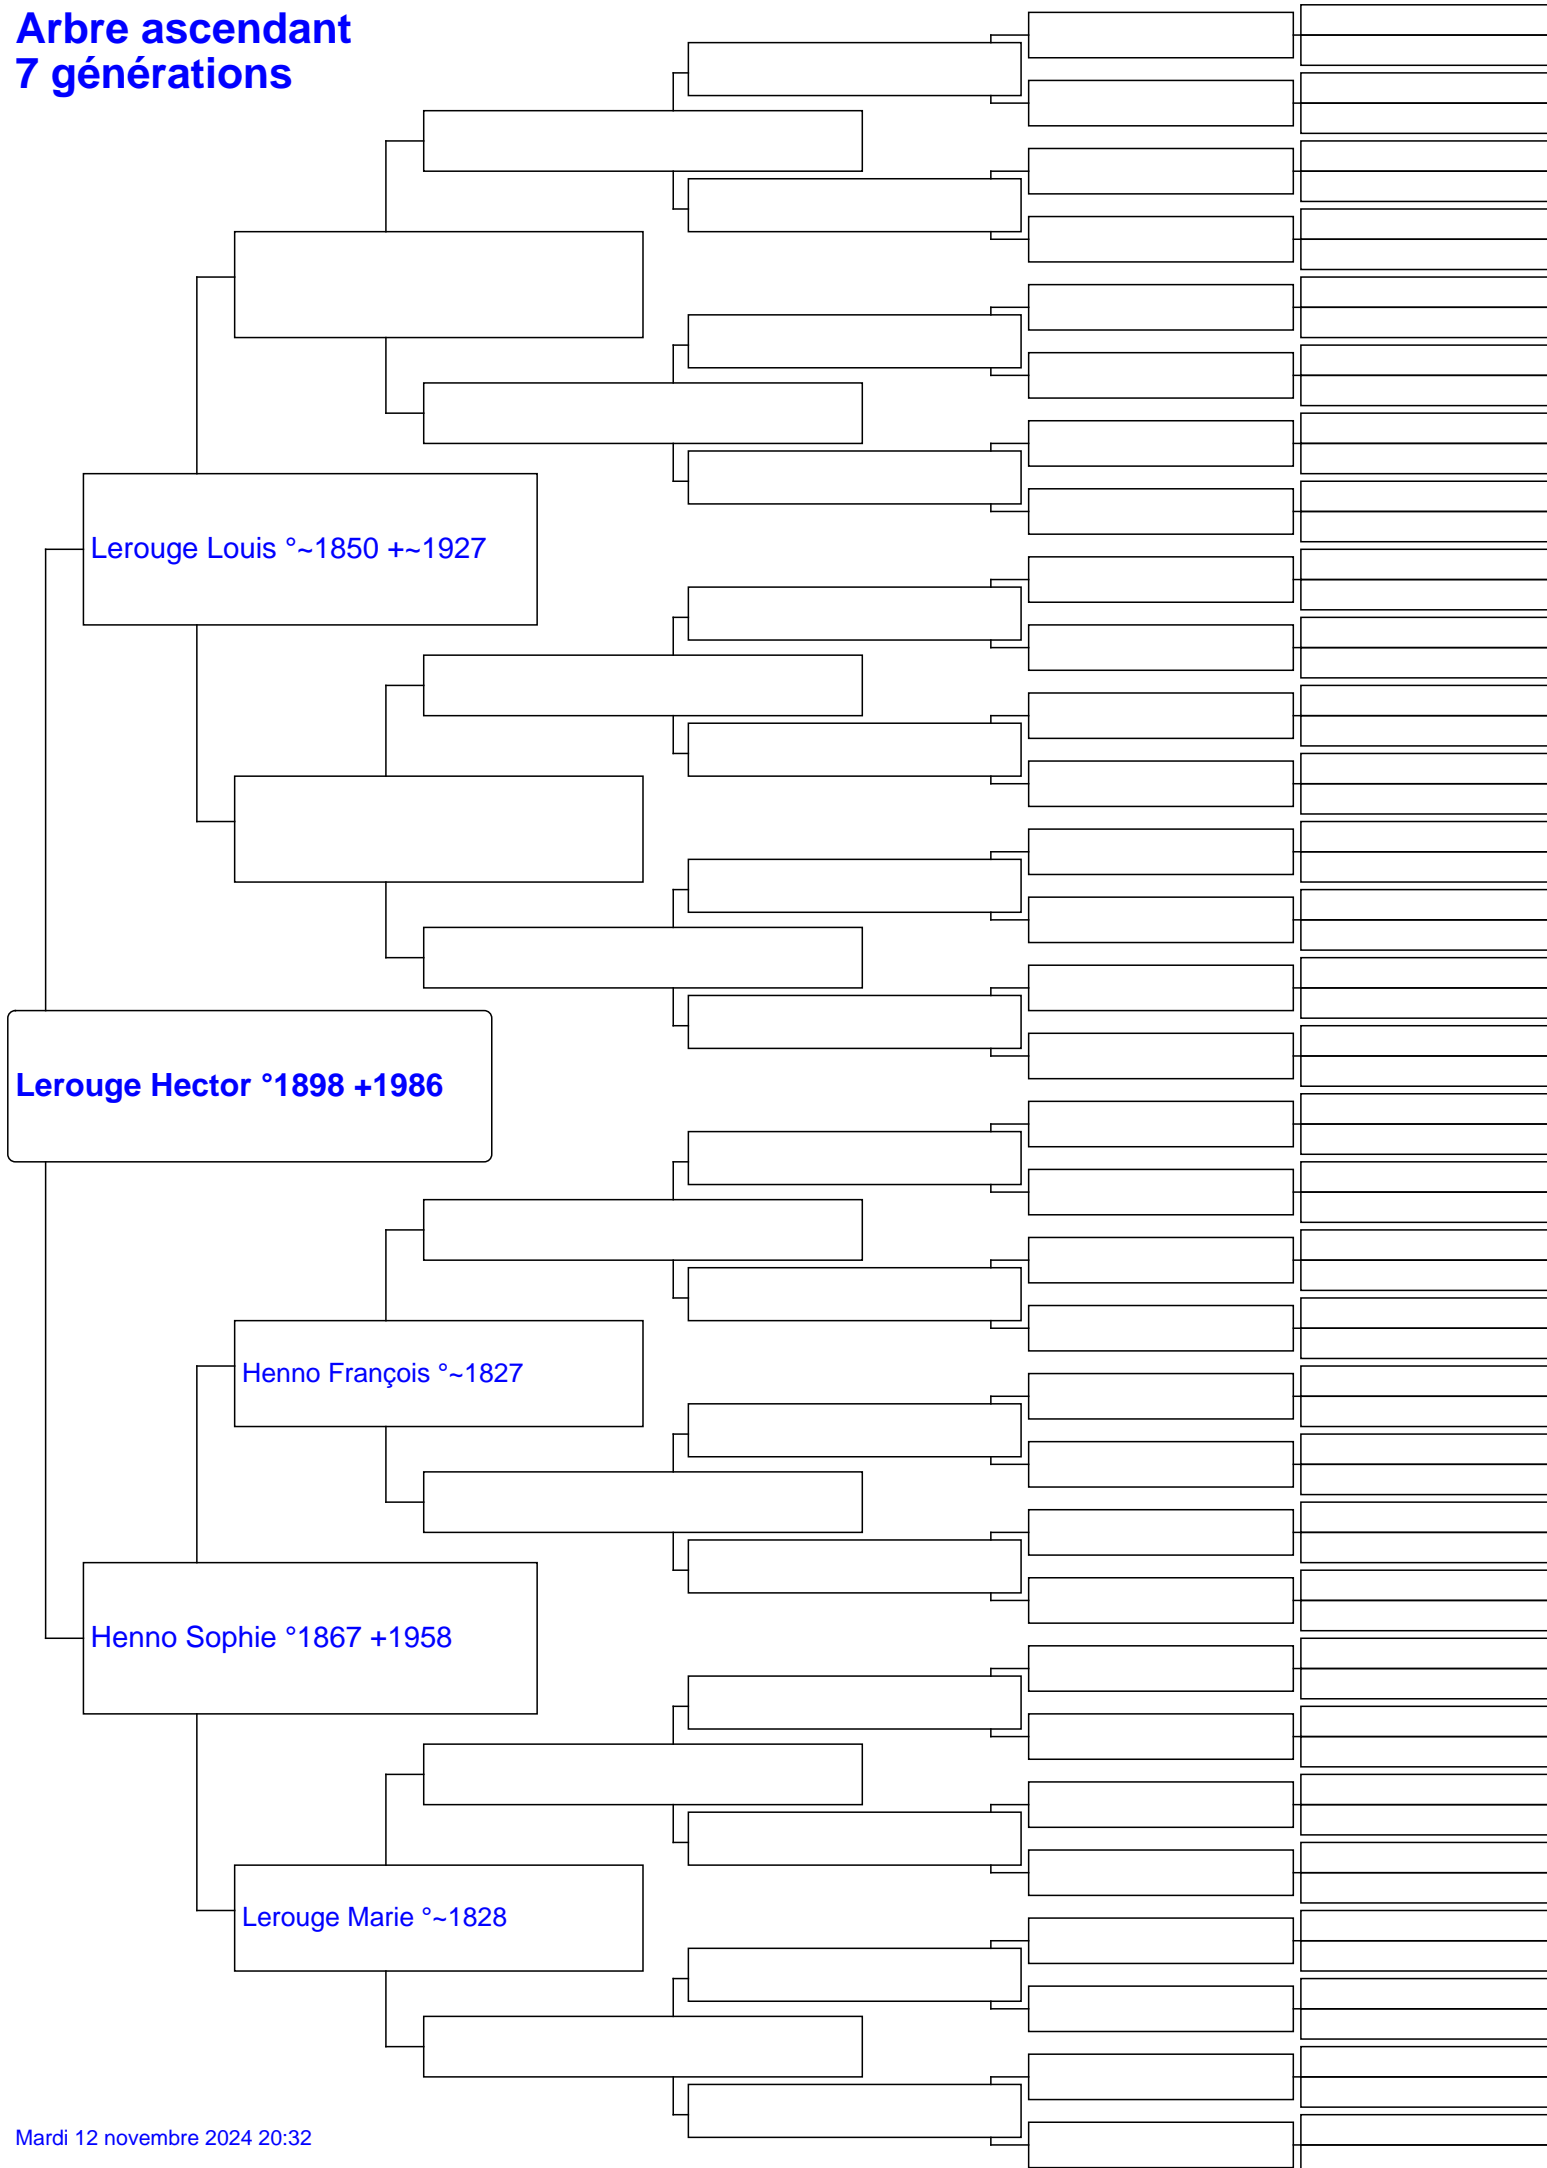 Arbre ascendant
7 générations
Lerouge Louis °~1850 +~1927
Lerouge Hector °1898 +1986
Henno François °~1827
Henno Sophie °1867 +1958
Lerouge Marie °~1828
Mardi 12 novembre 2024 20:32